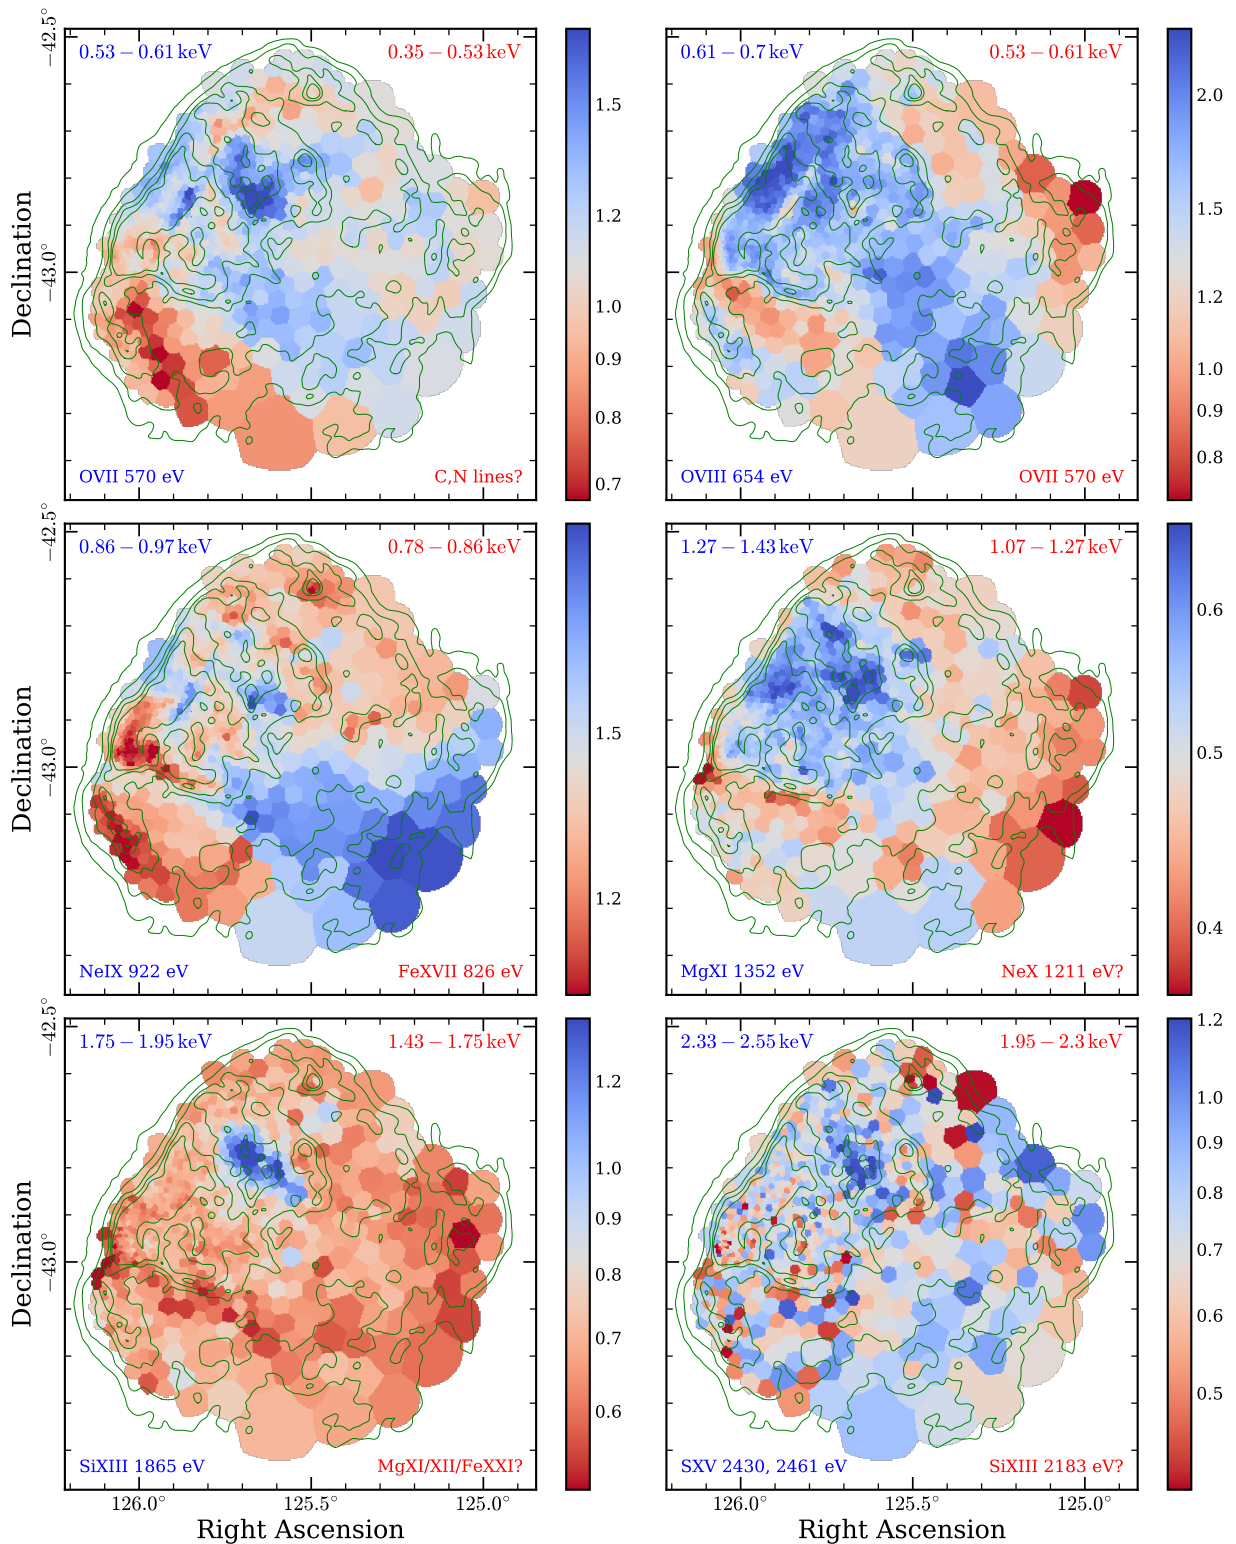 0.53 − 0.61 keV
0.35 − 0.53 keV
OVII 570 eV
C,N lines?
−42.5°
−43.0°
Declination
1.5
1.2
1.0
0.9
0.8
0.7
0.61 − 0.7 keV
0.53 − 0.61 keV
OVIII 654 eV
OVII 570 eV
2.0
1.5
1.2
1.0
0.9
0.8
0.86 − 0.97 keV
0.78 − 0.86 keV
NeIX 922 eV
FeXVII 826 eV
−42.5°
−43.0°
Declination
1.5
1.2
1.27 − 1.43 keV
1.07 − 1.27 keV
MgXI 1352 eV
NeX 1211 eV?
0.6
0.5
0.4
1.75 − 1.95 keV
1.43 − 1.75 keV
SiXIII 1865 eV
MgXI/XII/FeXXI?
−42.5°
−43.0°
Declination
126.0°
125.5°
125.0°
Right Ascension
1.2
1.0
0.9
0.8
0.7
0.6
2.33 − 2.55 keV
1.95 − 2.3 keV
SXV 2430, 2461 eV
SiXIII 2183 eV?
126.0°
125.5°
125.0°
Right Ascension
1.2
1.0
0.9
0.8
0.7
0.6
0.5